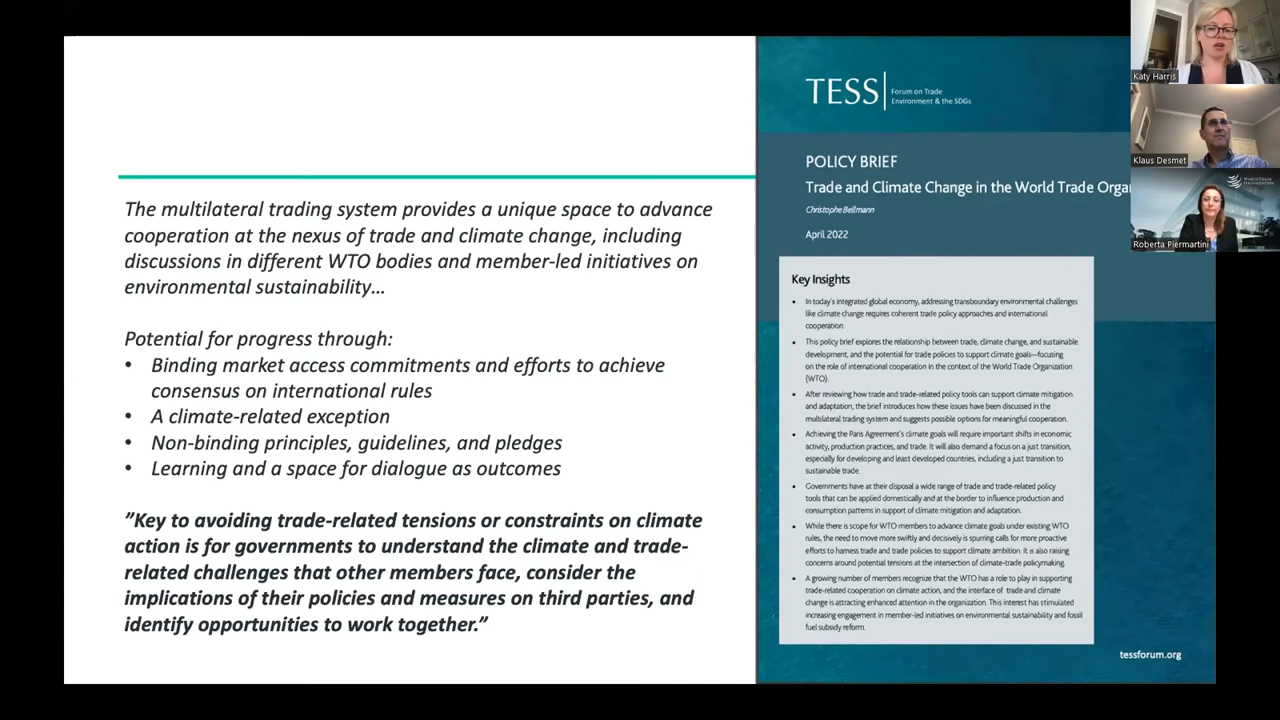 The multilateral trading system provides a unique space to advance
cooperation at the nexus of trade and climate change, including
discussions in different WTO bodies and member-led initiatives on
environmental sustainability…
Potential for progress through:
• Binding market access commitments and efforts to achieve
consensus on international rules
• A climate-related exception
• Non-binding principles, guidelines, and pledges
• Learning and a space for dialogue as outcomes
”Key to avoiding trade-related tensions or constraints on climate
action is for governments to understand the climate and trade-
related challenges that other members face, consider the
implications of their policies and measures on third parties, and
identify opportunities to work together.”
TESS
Forum on Trade
Environment & the SDGs
POLICY BRIEF
Trade and Climate Change in the World Trade Organ
Christophe Bellmann
April 2022
Key Insights
• In today's integrated global economy, addressing transboundary environmental challenges
like climate change requires coherent trade policy approaches and international
cooperation.
• This policy brief explores the relationship between trade, climate change, and sustainable
development, and the potential for trade policies to support climate goals—focusing
on the role of international cooperation in the context of the World Trade Organization
(WTO).
• After reviewing how trade and trade-related policy tools can support climate mitigation
and adaptation, the brief introduces how these issues have been discussed in the
multilateral trading system and suggests possible options for meaningful cooperation.
• Achieving the Paris Agreement's climate goals will require important shifts in economic
activity, production practices, and trade. It will also demand a focus on a just transition,
especially for developing and least developed countries, including a just transition to
sustainable trade.
• Governments have at their disposal a wide range of trade and trade-related policy
tools that can be applied domestically and at the border to influence production and
consumption patterns in support of climate mitigation and adaptation.
• While there is scope for WTO members to advance climate goals under existing WTO
rules, the need to move more swiftly and decisively is spurring calls for more proactive
efforts to harness trade and trade policies to support climate ambition. It is also raising
concerns around potential tensions at the intersection of climate-trade policymaking.
• A growing number of members recognize that the WTO has a role to play in supporting
trade-related cooperation on climate action, and the interface of trade and climate
change is attracting enhanced attention in the organization. This interest has stimulated
increasing engagement in member-led initiatives on environmental sustainability and fossil
fuel subsidy reform.
tessforum.org
Katy Harris
Klaus Desmet
WORLD TRADE
ORGANIZATION
Roberta Piermartini